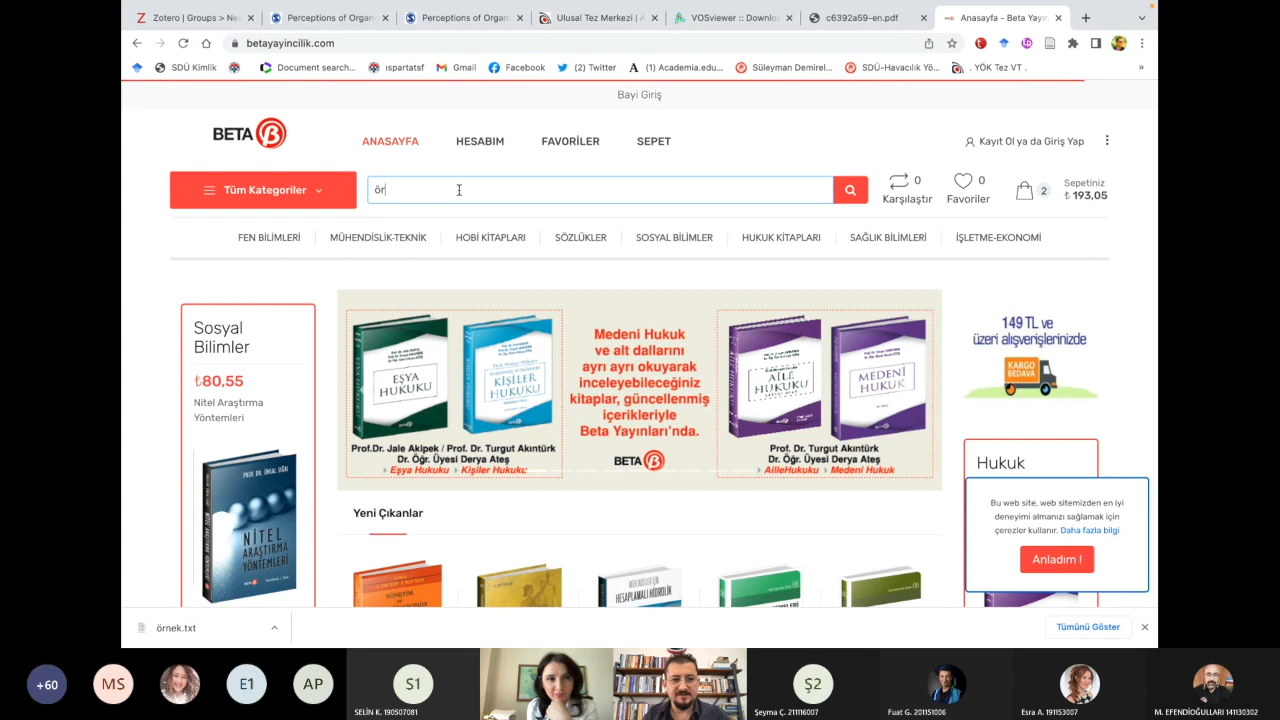 Zotero | Groups > Ne
Perceptions of Organ
Perceptions of Organ
Ulusal Tez Merkezi | A
VOSviewer :: Downlo
c6392a59-en.pdf
Anasayfa - Beta Yayın
betayayincilik.com
SDÜ Kimlik
Document search...
ıspartatsf
Gmail
Facebook
(2) Twitter
(1) Academia.edu...
Süleyman Demirel...
SDÜ-Havacılık Yö...
. YÖK Tez VT .
»
Bayi Giriş
BETA B
ANASAYFA
HESABIM
FAVORİLER
SEPET
Kayıt Ol ya da Giriş Yap
Tüm Kategoriler
ör
0
Karşılaştır
0
Favoriler
2
Sepetiniz
₺ 193,05
FEN BİLİMLERİ
MÜHENDİSLİK-TEKNİK
HOBİ KİTAPLARI
SÖZLÜKLER
SOSYAL BİLİMLER
HUKUK KİTAPLARI
SAĞLIK BİLİMLERİ
İŞLETME-EKONOMİ
Sosyal
Bilimler
₺80,55
Nitel Araştırma
Yöntemleri
NİTEL
ARAŞTIRMA
YÖNTEMLERİ
EŞYA
HUKUKU
KİŞİLER
HUKUKU
Prof.Dr. Jale Akipek / Prof. Dr. Turgut Akıntürk
Dr. Öğr. Üyesi Derya Ateş
Eşya Hukuku Kişiler Hukuku
Medeni Hukuk
ve alt dallarını
ayrı ayrı okuyarak
inceleyebileceğiniz
kitaplar, güncellenmiş
içerikleriyle
Beta Yayınları'nda.
BETA B
AİLE
HUKUKU
MEDENİ
HUKUK
Prof. Dr. Turgut Akıntürk
Dr. Öğr. Üyesi Derya Ateş
AileHukuku Medeni Hukuk
149 TL ve
üzeri alışverişlerinizde
KARGO
BEDAVA
Hukuk
Bu web site, web sitemizden en iyi
deneyimi almanızı sağlamak için
çerezler kullanır. Daha fazla bilgi
Anladım !
Yeni Çıkanlar
YÖNETİM
HESAPLAMALI HİDROLİK
örnek.txt
Tümünü Göster
+60
MS
E1
AP
S1
SELİN K. 190507081
Ş2
Şeyma Ç. 211116007
Fuat G. 201151006
Esra A. 191153007
M. EFENDİOĞULLARI 141130302